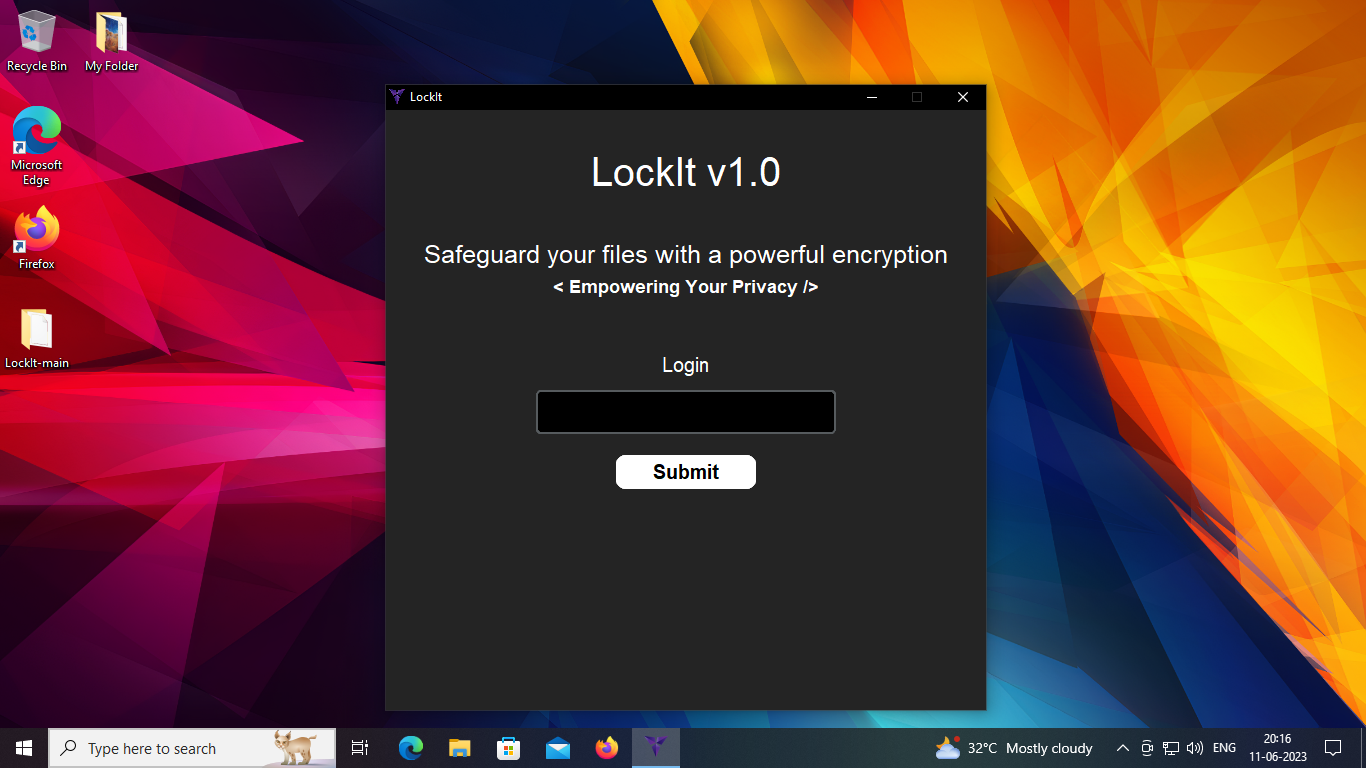 Recycle Bin
My Folder
Microsoft
Edge
Firefox
LockIt-main
LockIt
LockIt v1.0
Safeguard your files with a powerful encryption
< Empowering Your Privacy />
Login
Submit
Type here to search
32°C Mostly cloudy
ENG
20:16
11-06-2023